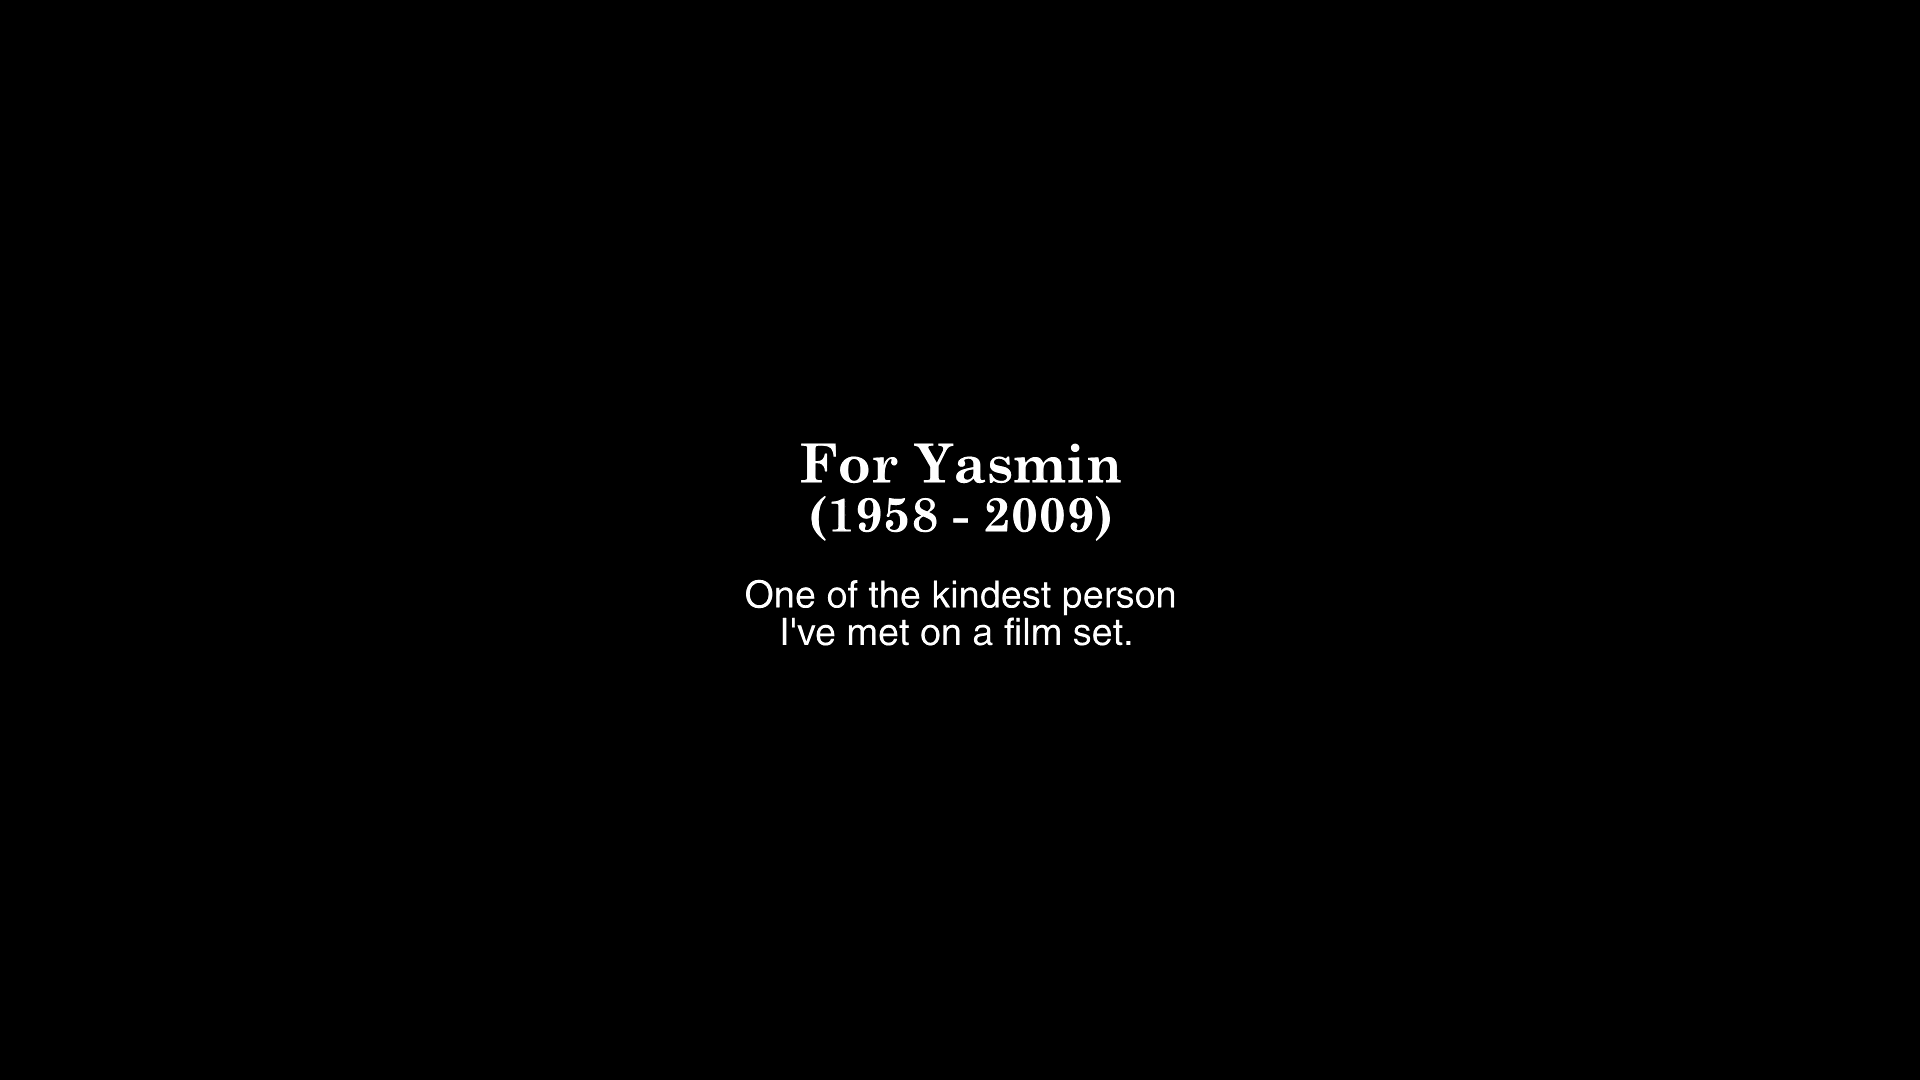 For Yasmin
(1958 - 2009)
One of the kindest person
I've met on a film set.